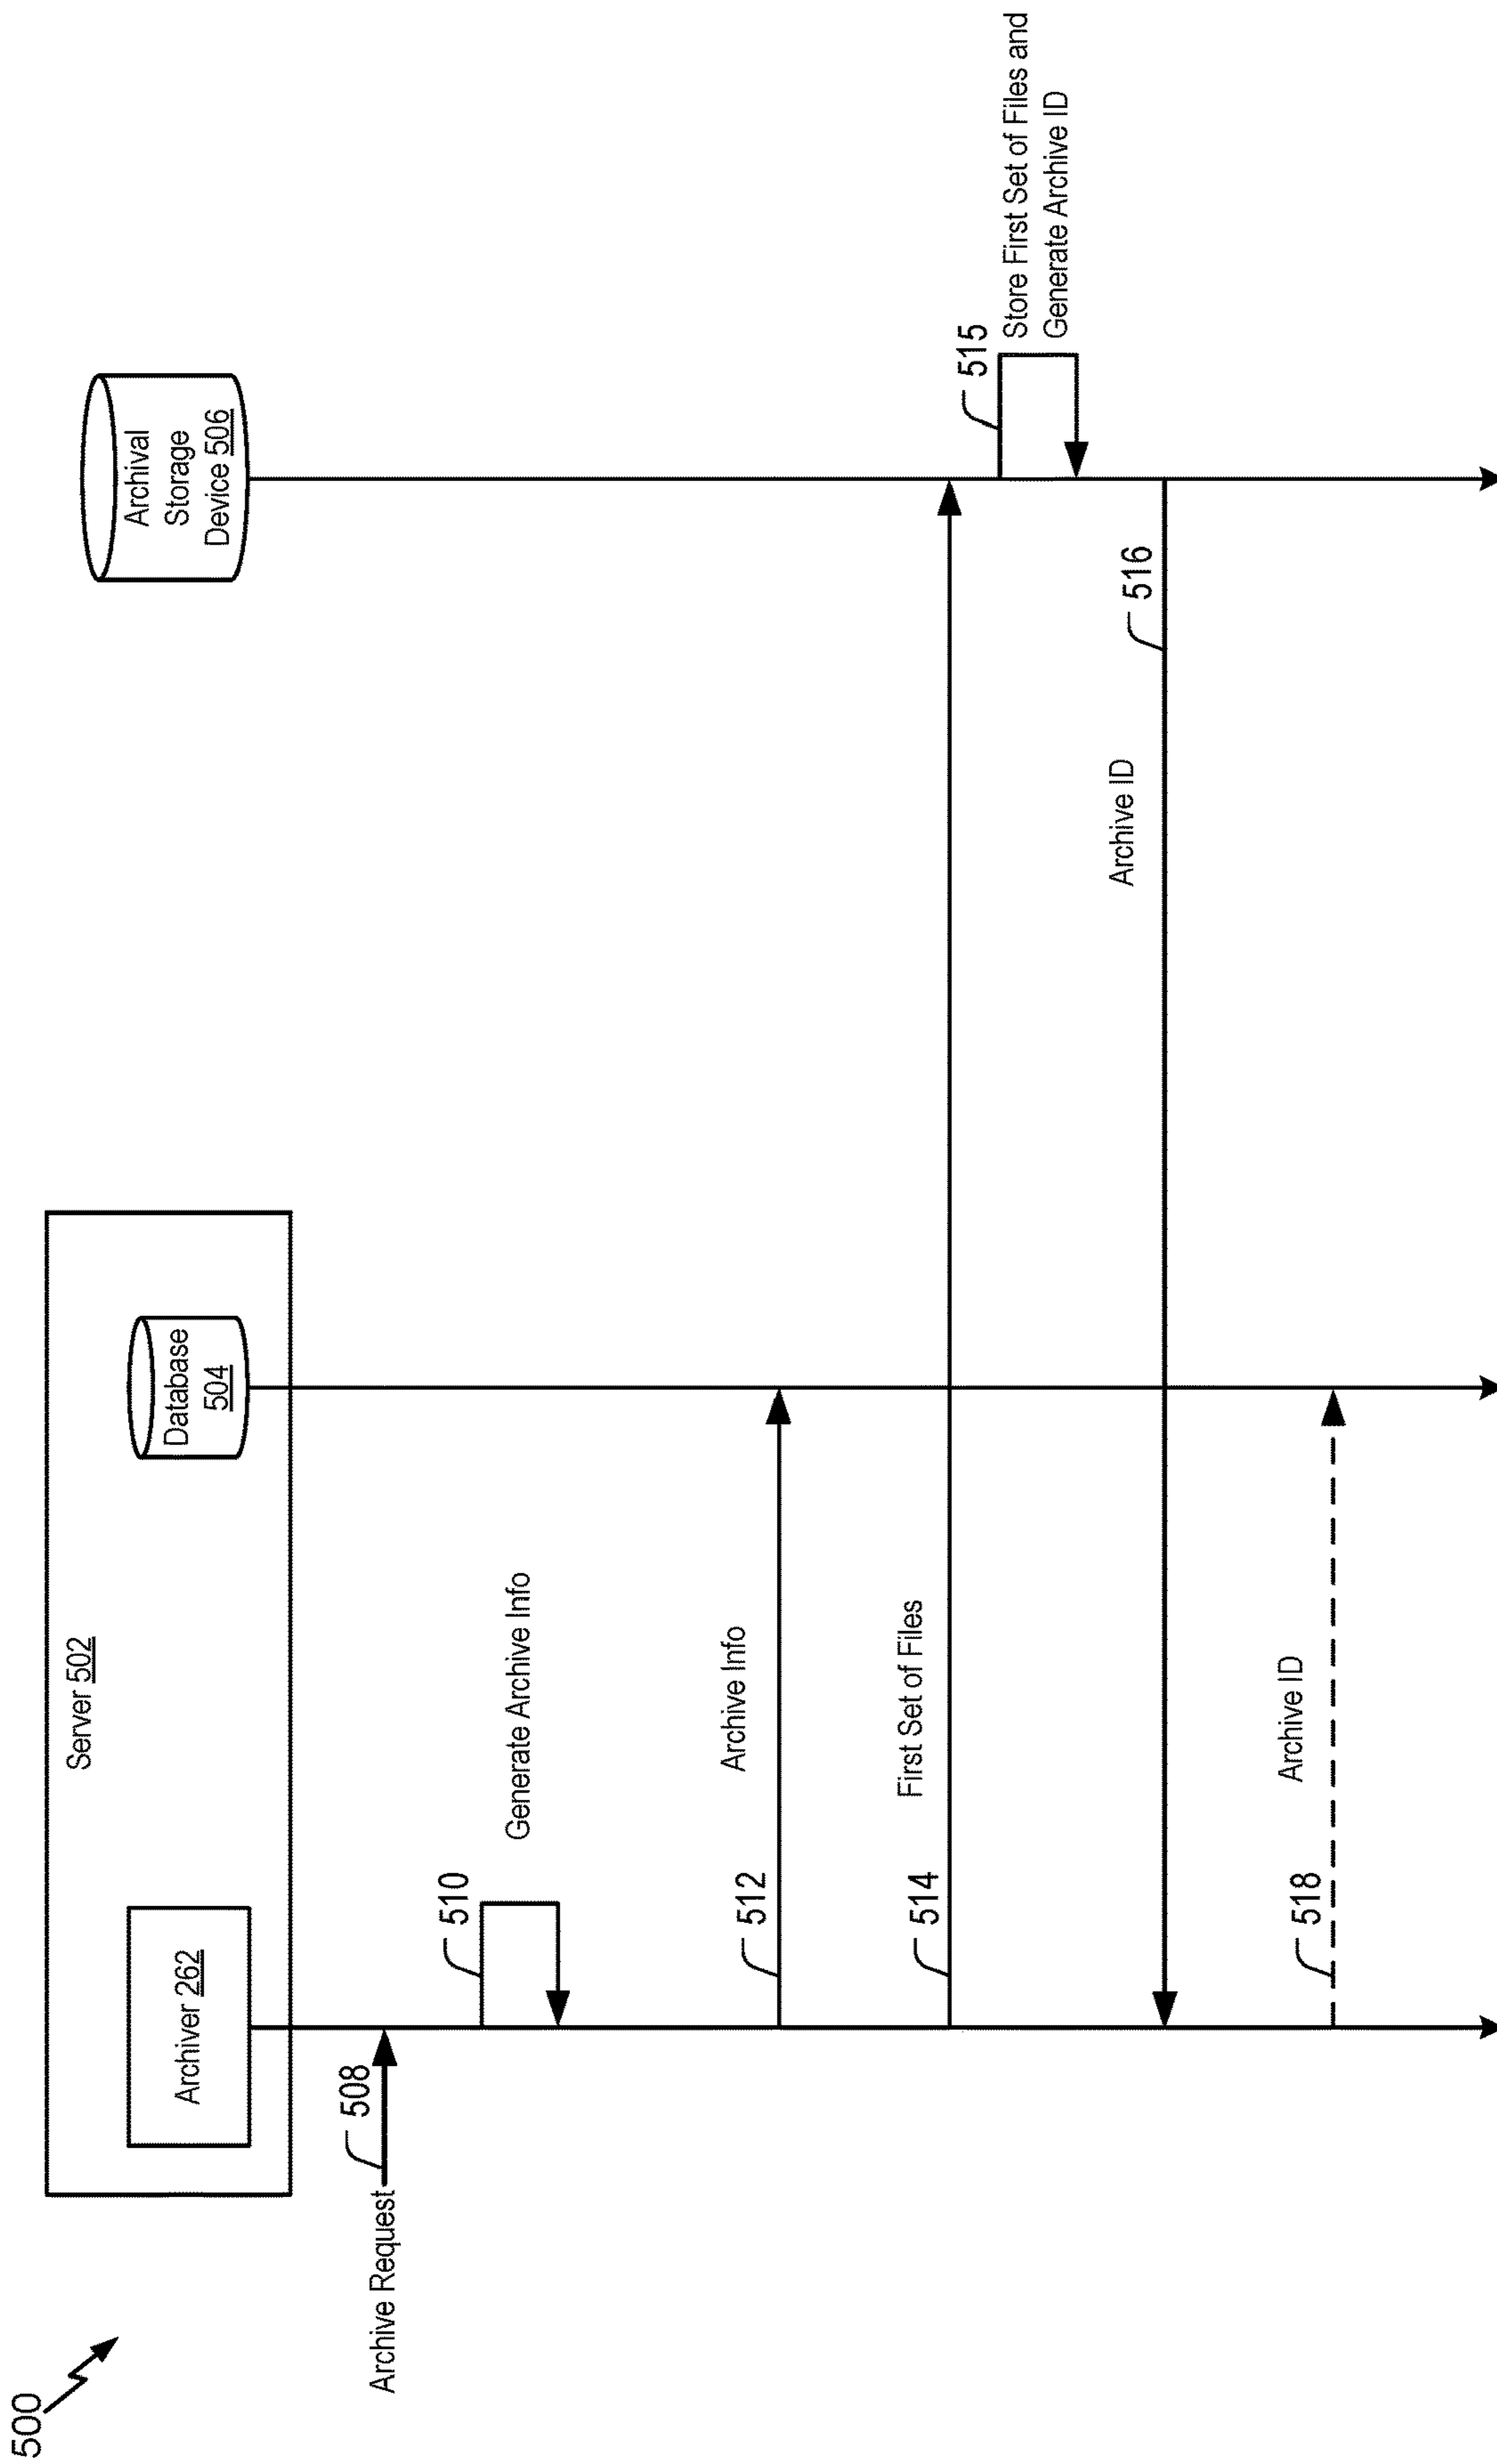 500
Server 502
Archiver 262
Database
504
Archival
Storage
Device 506
Archive Request
508
510
Generate Archive Info
512
Archive Info
514
First Set of Files
515
Store First Set of Files and
Generate Archive ID
516
Archive ID
518
Archive ID